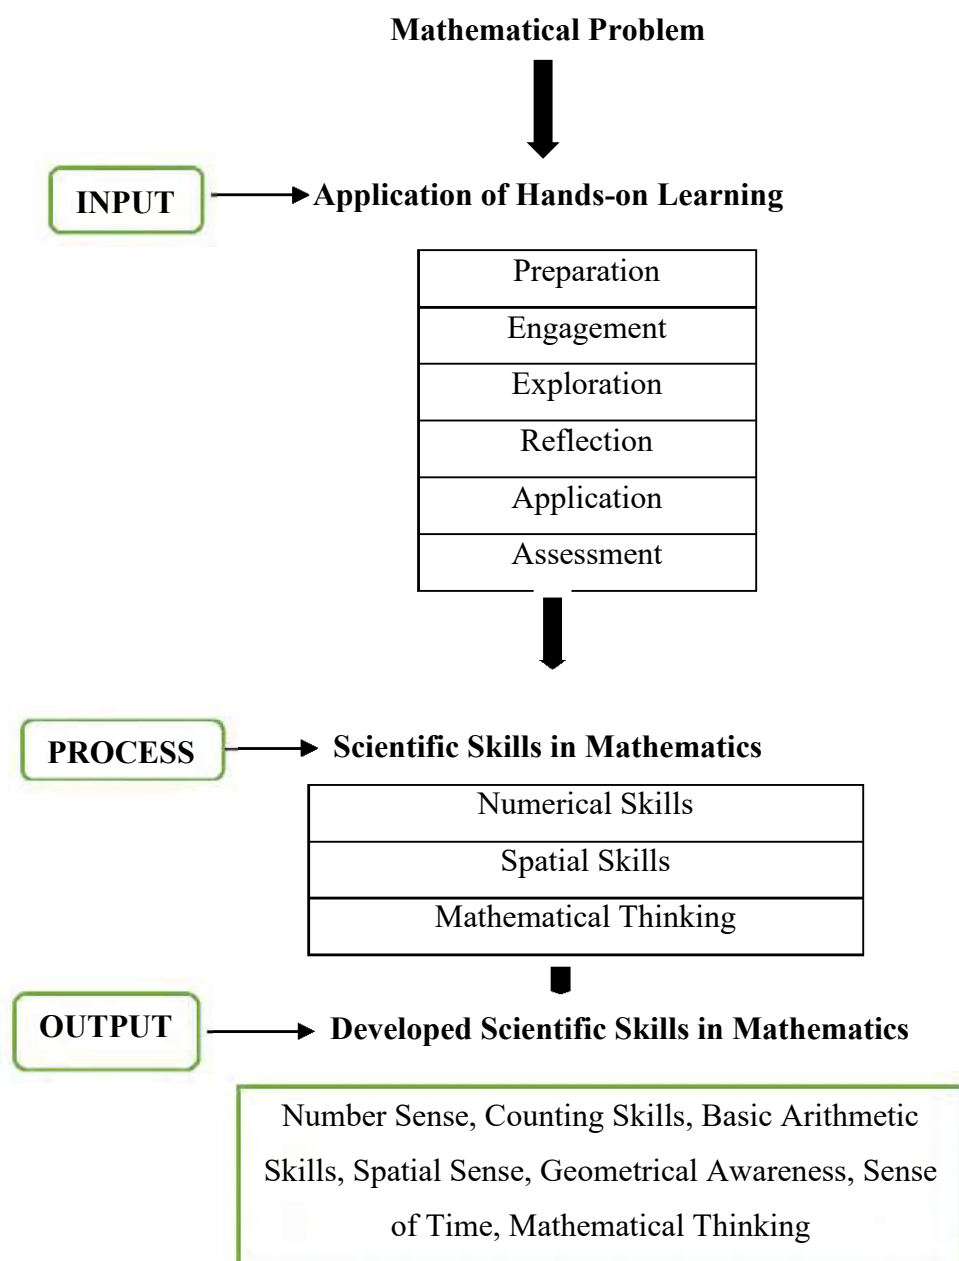 Mathematical Problem
INPUT
Application of Hands-on Learning
Preparation
Engagement
Exploration
Reflection
Application
Assessment
PROCESS
Scientific Skills in Mathematics
Numerical Skills
Spatial Skills
Mathematical Thinking
OUTPUT
Developed Scientific Skills in Mathematics
Number Sense, Counting Skills, Basic Arithmetic
Skills, Spatial Sense, Geometrical Awareness, Sense
of Time, Mathematical Thinking